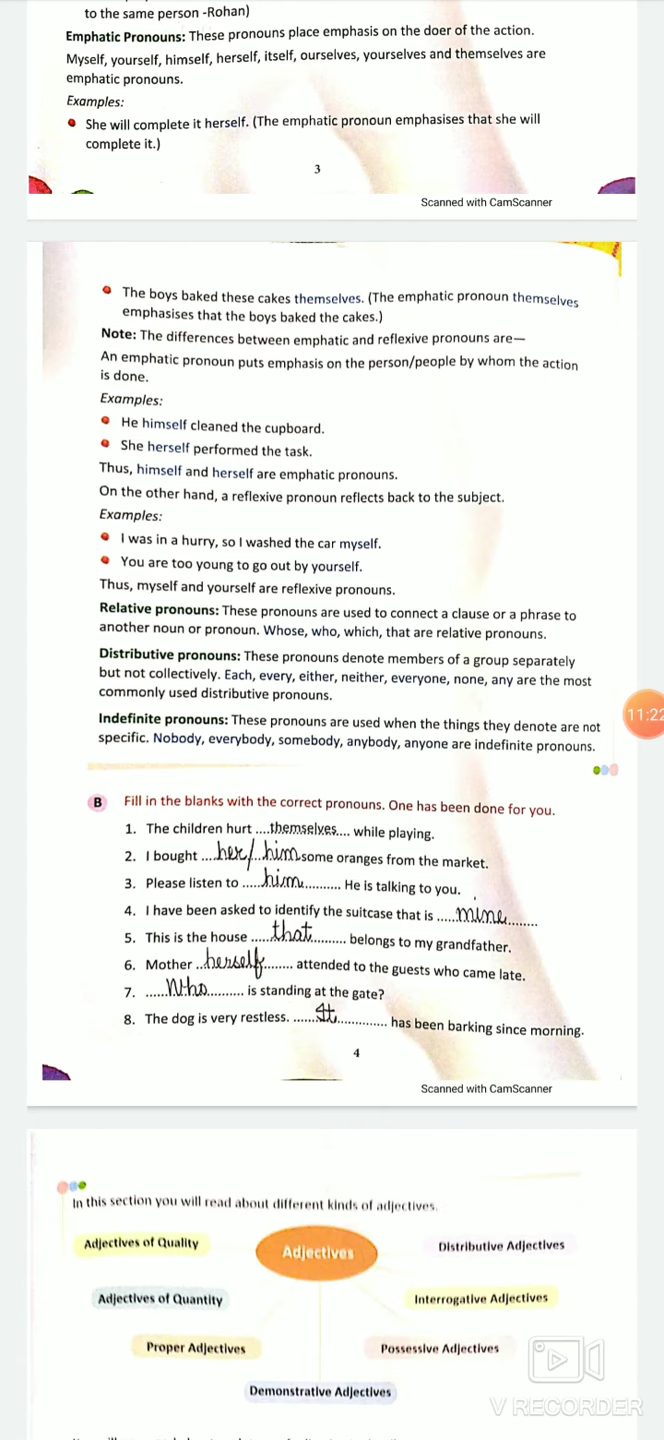 to the same person -Rohan)
Emphatic Pronouns: These pronouns place emphasis on the doer of the action.
Myself, yourself, himself, herself, itself, ourselves, yourselves and themselves are
emphatic pronouns.
Examples:
She will complete it herself. (The emphatic pronoun emphasises that she will
complete it.)
3
Scanned with CamScanner
The boys baked these cakes themselves. (The emphatic pronoun themselves
emphasises that the boys baked the cakes.)
Note: The differences between emphatic and reflexive pronouns are—
An emphatic pronoun puts emphasis on the person/people by whom the action
is done.
Examples:
He himself cleaned the cupboard.
She herself performed the task.
Thus, himself and herself are emphatic pronouns.
On the other hand, a reflexive pronoun reflects back to the subject.
Examples:
I was in a hurry, so I washed the car myself.
You are too young to go out by yourself.
Thus, myself and yourself are reflexive pronouns.
Relative pronouns: These pronouns are used to connect a clause or a phrase to
another noun or pronoun. Whose, who, which, that are relative pronouns.
Distributive pronouns: These pronouns denote members of a group separately
but not collectively. Each, every, either, neither, everyone, none, any are the most
commonly used distributive pronouns.
11:22
Indefinite pronouns: These pronouns are used when the things they denote are not
specific. Nobody, everybody, somebody, anybody, anyone are indefinite pronouns.
B Fill in the blanks with the correct pronouns. One has been done for you.
1. The children hurt ....themselves.... while playing.
2. I bought ....her/him.some oranges from the market.
3. Please listen to .....him.......... He is talking to you.
4. I have been asked to identify the suitcase that is .....mine........
5. This is the house .....that.......... belongs to my grandfather.
6. Mother ..herself........ attended to the guests who came late.
7. .....Who.......... is standing at the gate?
8. The dog is very restless. ......It............. has been barking since morning.
4
Scanned with CamScanner
In this section you will read about different kinds of adjectives.
Adjectives of Quality
Adjectives
Distributive Adjectives
Adjectives of Quantity
Interrogative Adjectives
Proper Adjectives
Possessive Adjectives
Demonstrative Adjectives
V RECORDER